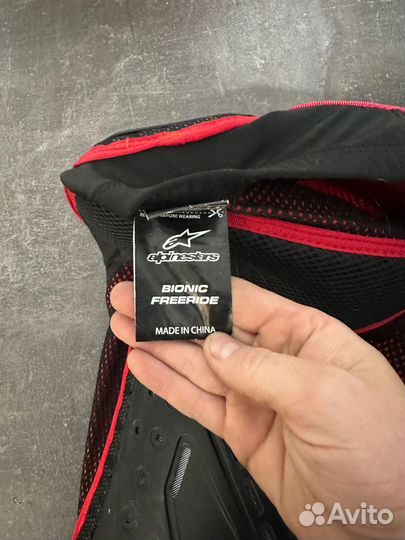 BEFORE WEARING
alpinestars
BIONIC
FREERIDE
MADE IN CHINA
Avito